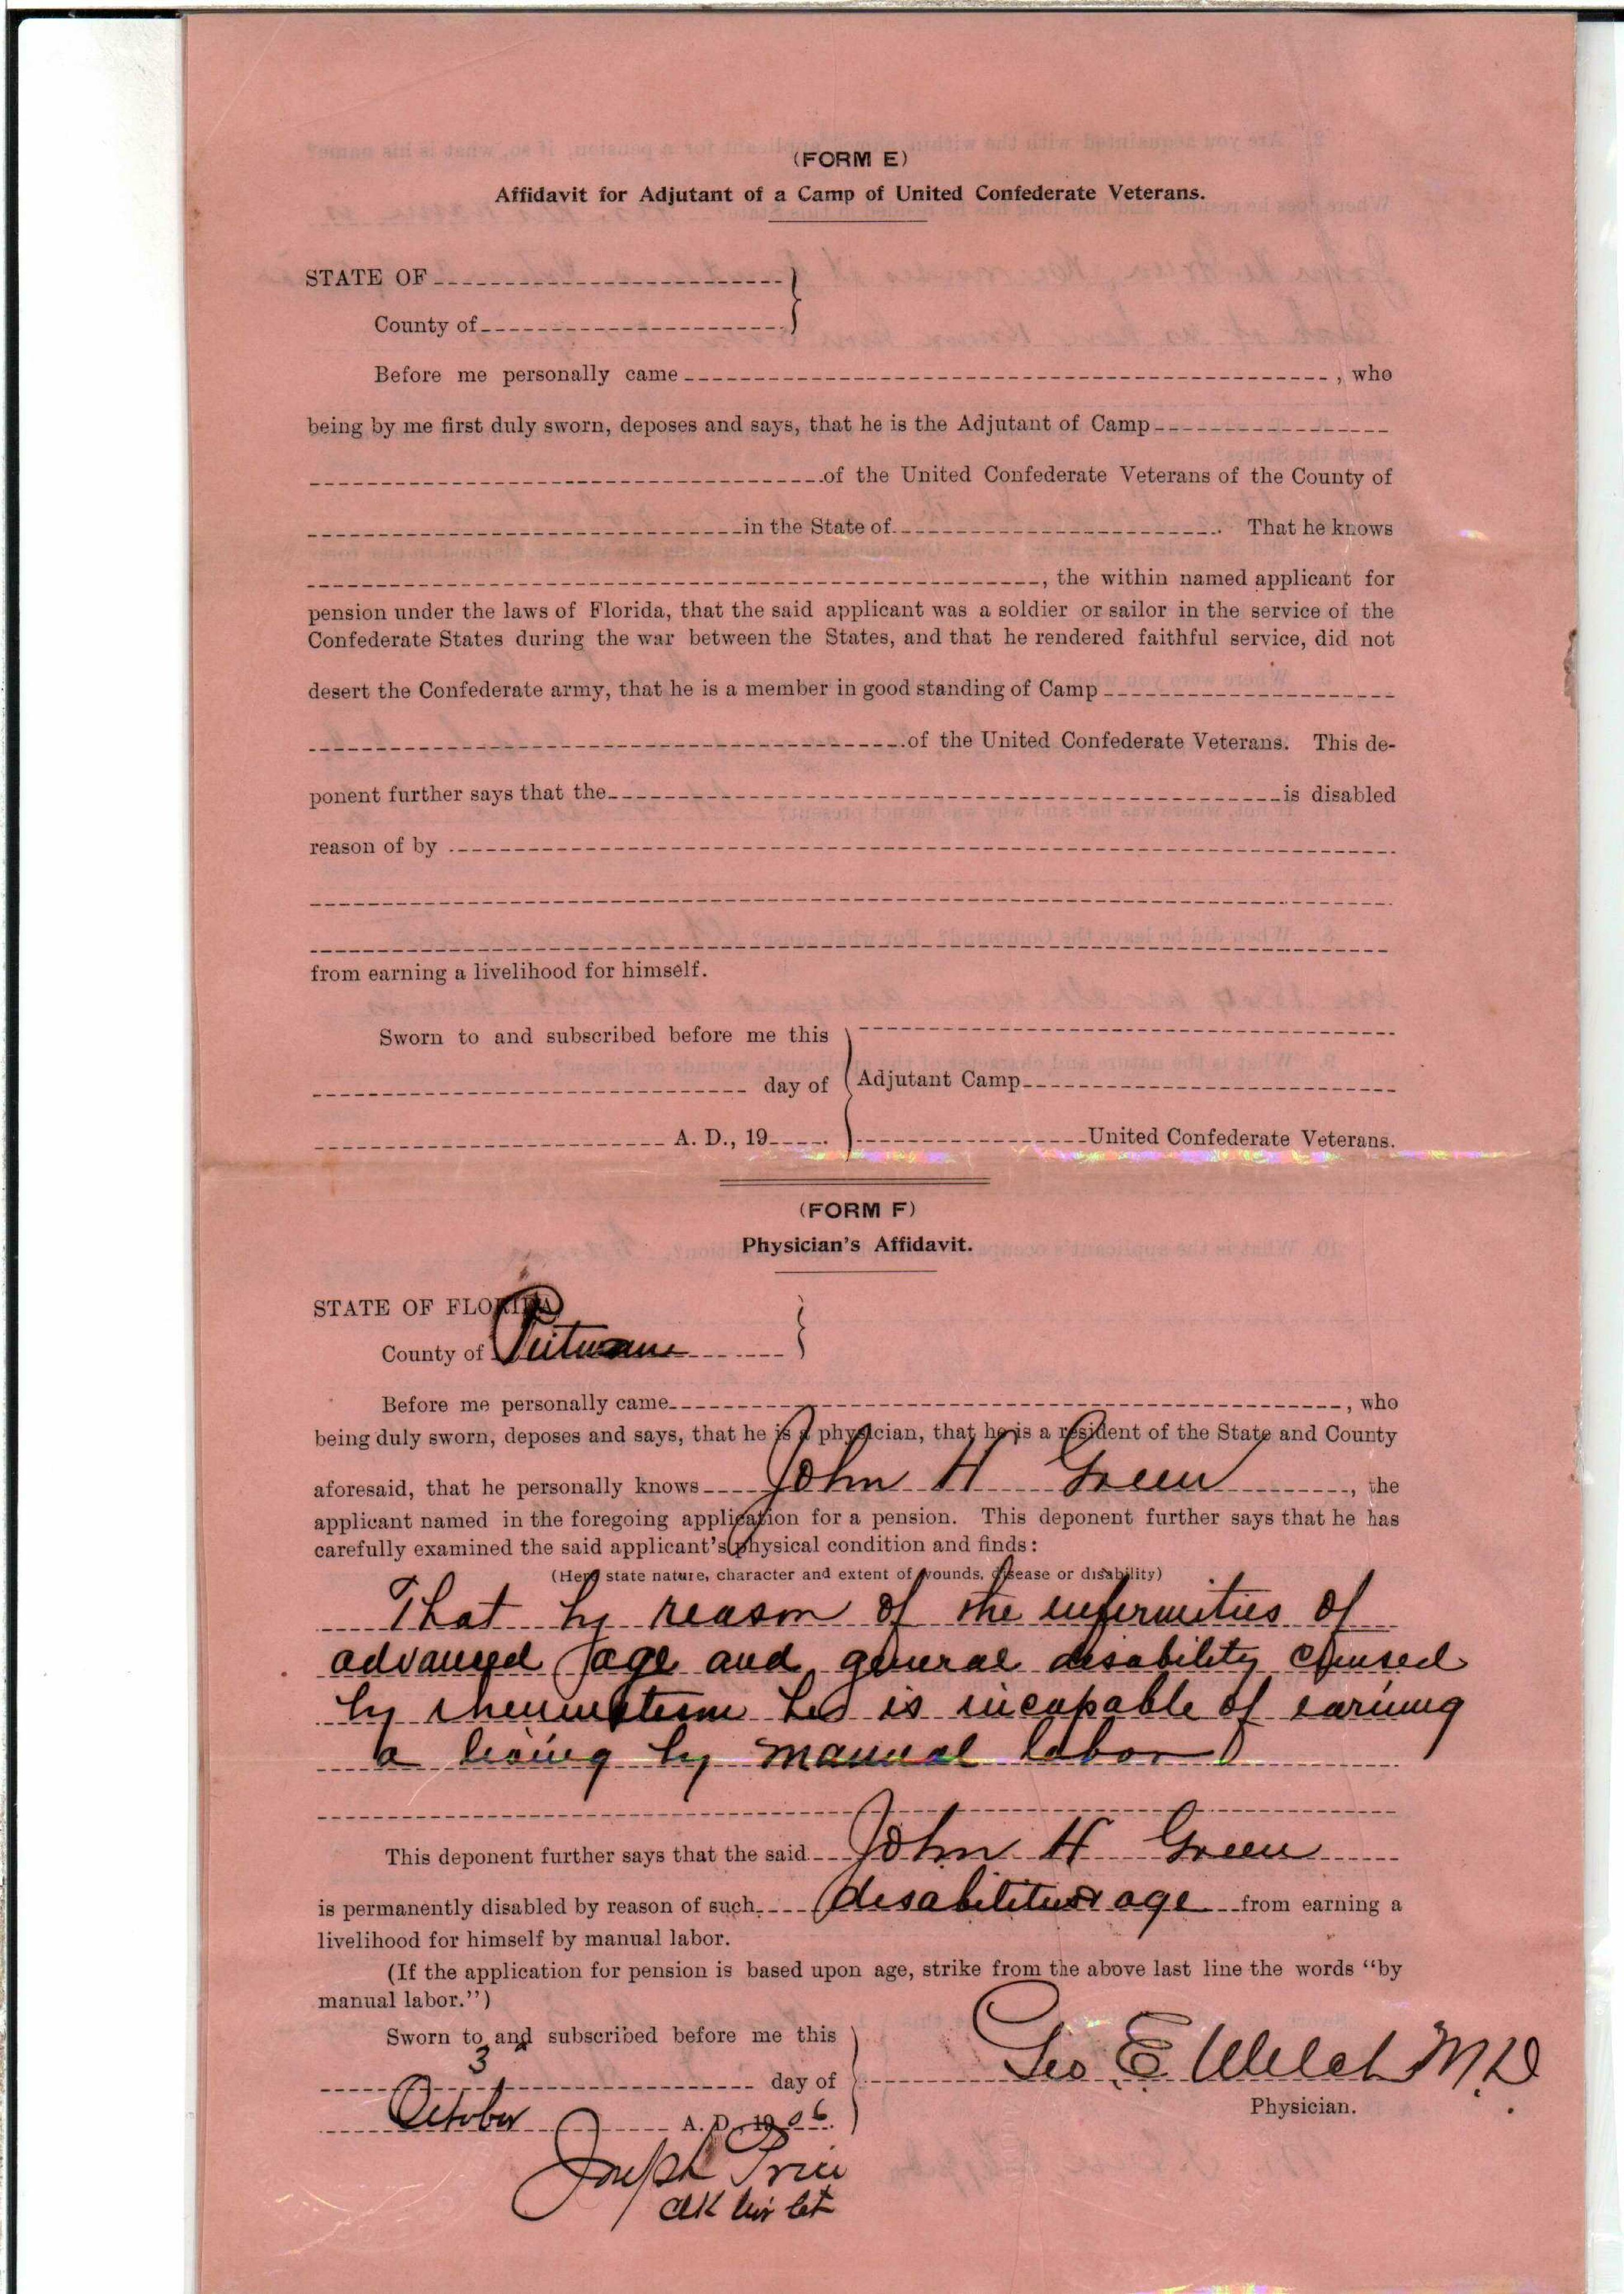 (FORM E)
Affidavit for Adjutant of a Camp of United Confederate Veterans.
STATE OF
County of
Before me personally came , who
being by me first duly sworn, deposes and says, that he is the Adjutant of Camp
of the United Confederate Veterans of the County of
in the State of . That he knows
, the within named applicant for
pension under the laws of Florida, that the said applicant was a soldier or sailor in the service of the
Confederate States during the war between the States, and that he rendered faithful service, did not
desert the Confederate army, that he is a member in good standing of Camp
of the United Confederate Veterans. This de-
ponent further says that the is disabled
reason of by
from earning a livelihood for himself.
Sworn to and subscribed before me this
day of
Adjutant Camp
A. D., 19 .
United Confederate Veterans.
(FORM F)
Physician's Affidavit.
STATE OF FLORIDA
County of Putnam
Before me personally came , who
being duly sworn, deposes and says, that he is a physician, that he is a resident of the State and County
aforesaid, that he personally knows John H Green , the
applicant named in the foregoing application for a pension. This deponent further says that he has
carefully examined the said applicant's physical condition and finds:
(Here state nature, character and extent of wounds, disease or disability)
That by reason of the infirmities of
advanced age and general disability caused
by rheumatism he is incapable of earning
a living by manual labor
This deponent further says that the said John H Green
is permanently disabled by reason of such age from earning a
livelihood for himself by manual labor.
(If the application for pension is based upon age, strike from the above last line the words "by
manual labor.")
Sworn to and subscribed before me this
3 day of
October A. D., 1906.
Geo E Welch M.D
Physician.
Joseph Price
Clk Cir Ct